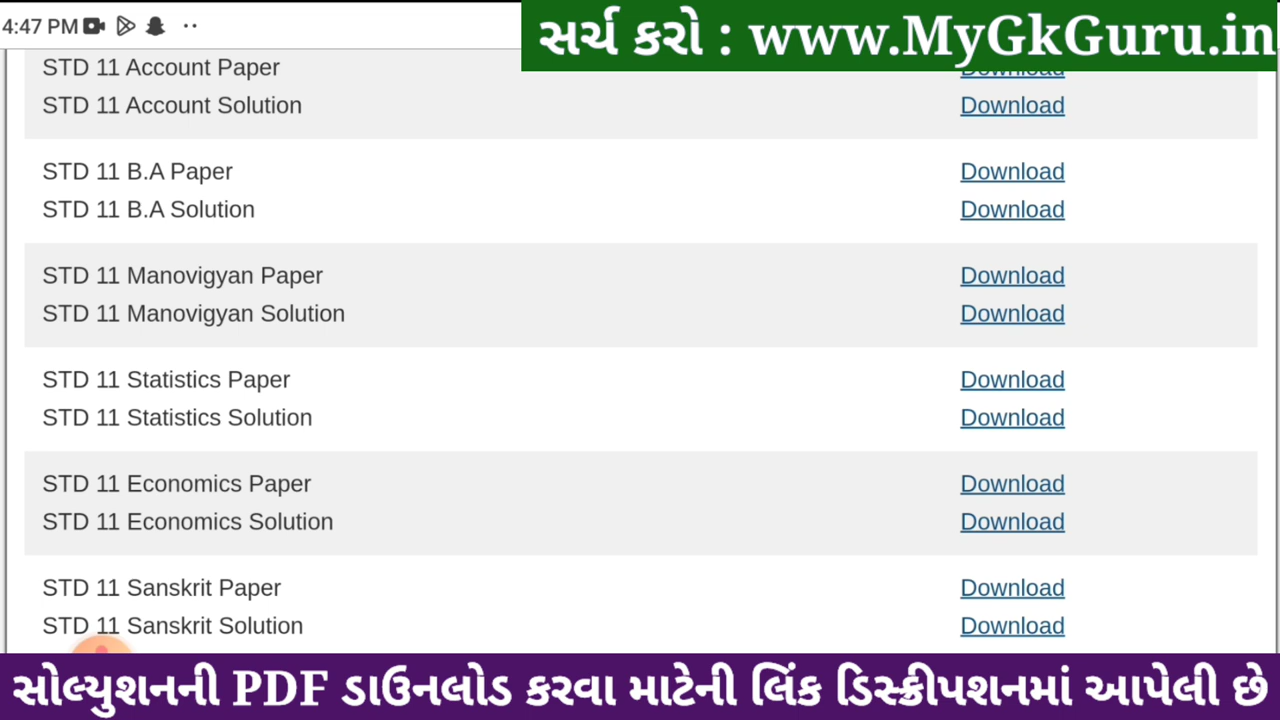 4:47 PM
સર્ચ કરો : www.MyGkGuru.in
STD 11 Account Paper Download
STD 11 Account Solution Download
STD 11 B.A Paper Download
STD 11 B.A Solution Download
STD 11 Manovigyan Paper Download
STD 11 Manovigyan Solution Download
STD 11 Statistics Paper Download
STD 11 Statistics Solution Download
STD 11 Economics Paper Download
STD 11 Economics Solution Download
STD 11 Sanskrit Paper Download
STD 11 Sanskrit Solution Download
સોલ્યુશનની PDF ડાઉનલોડ કરવા માટેની લિંક ડિસ્ક્રીપશનમાં આપેલી છે